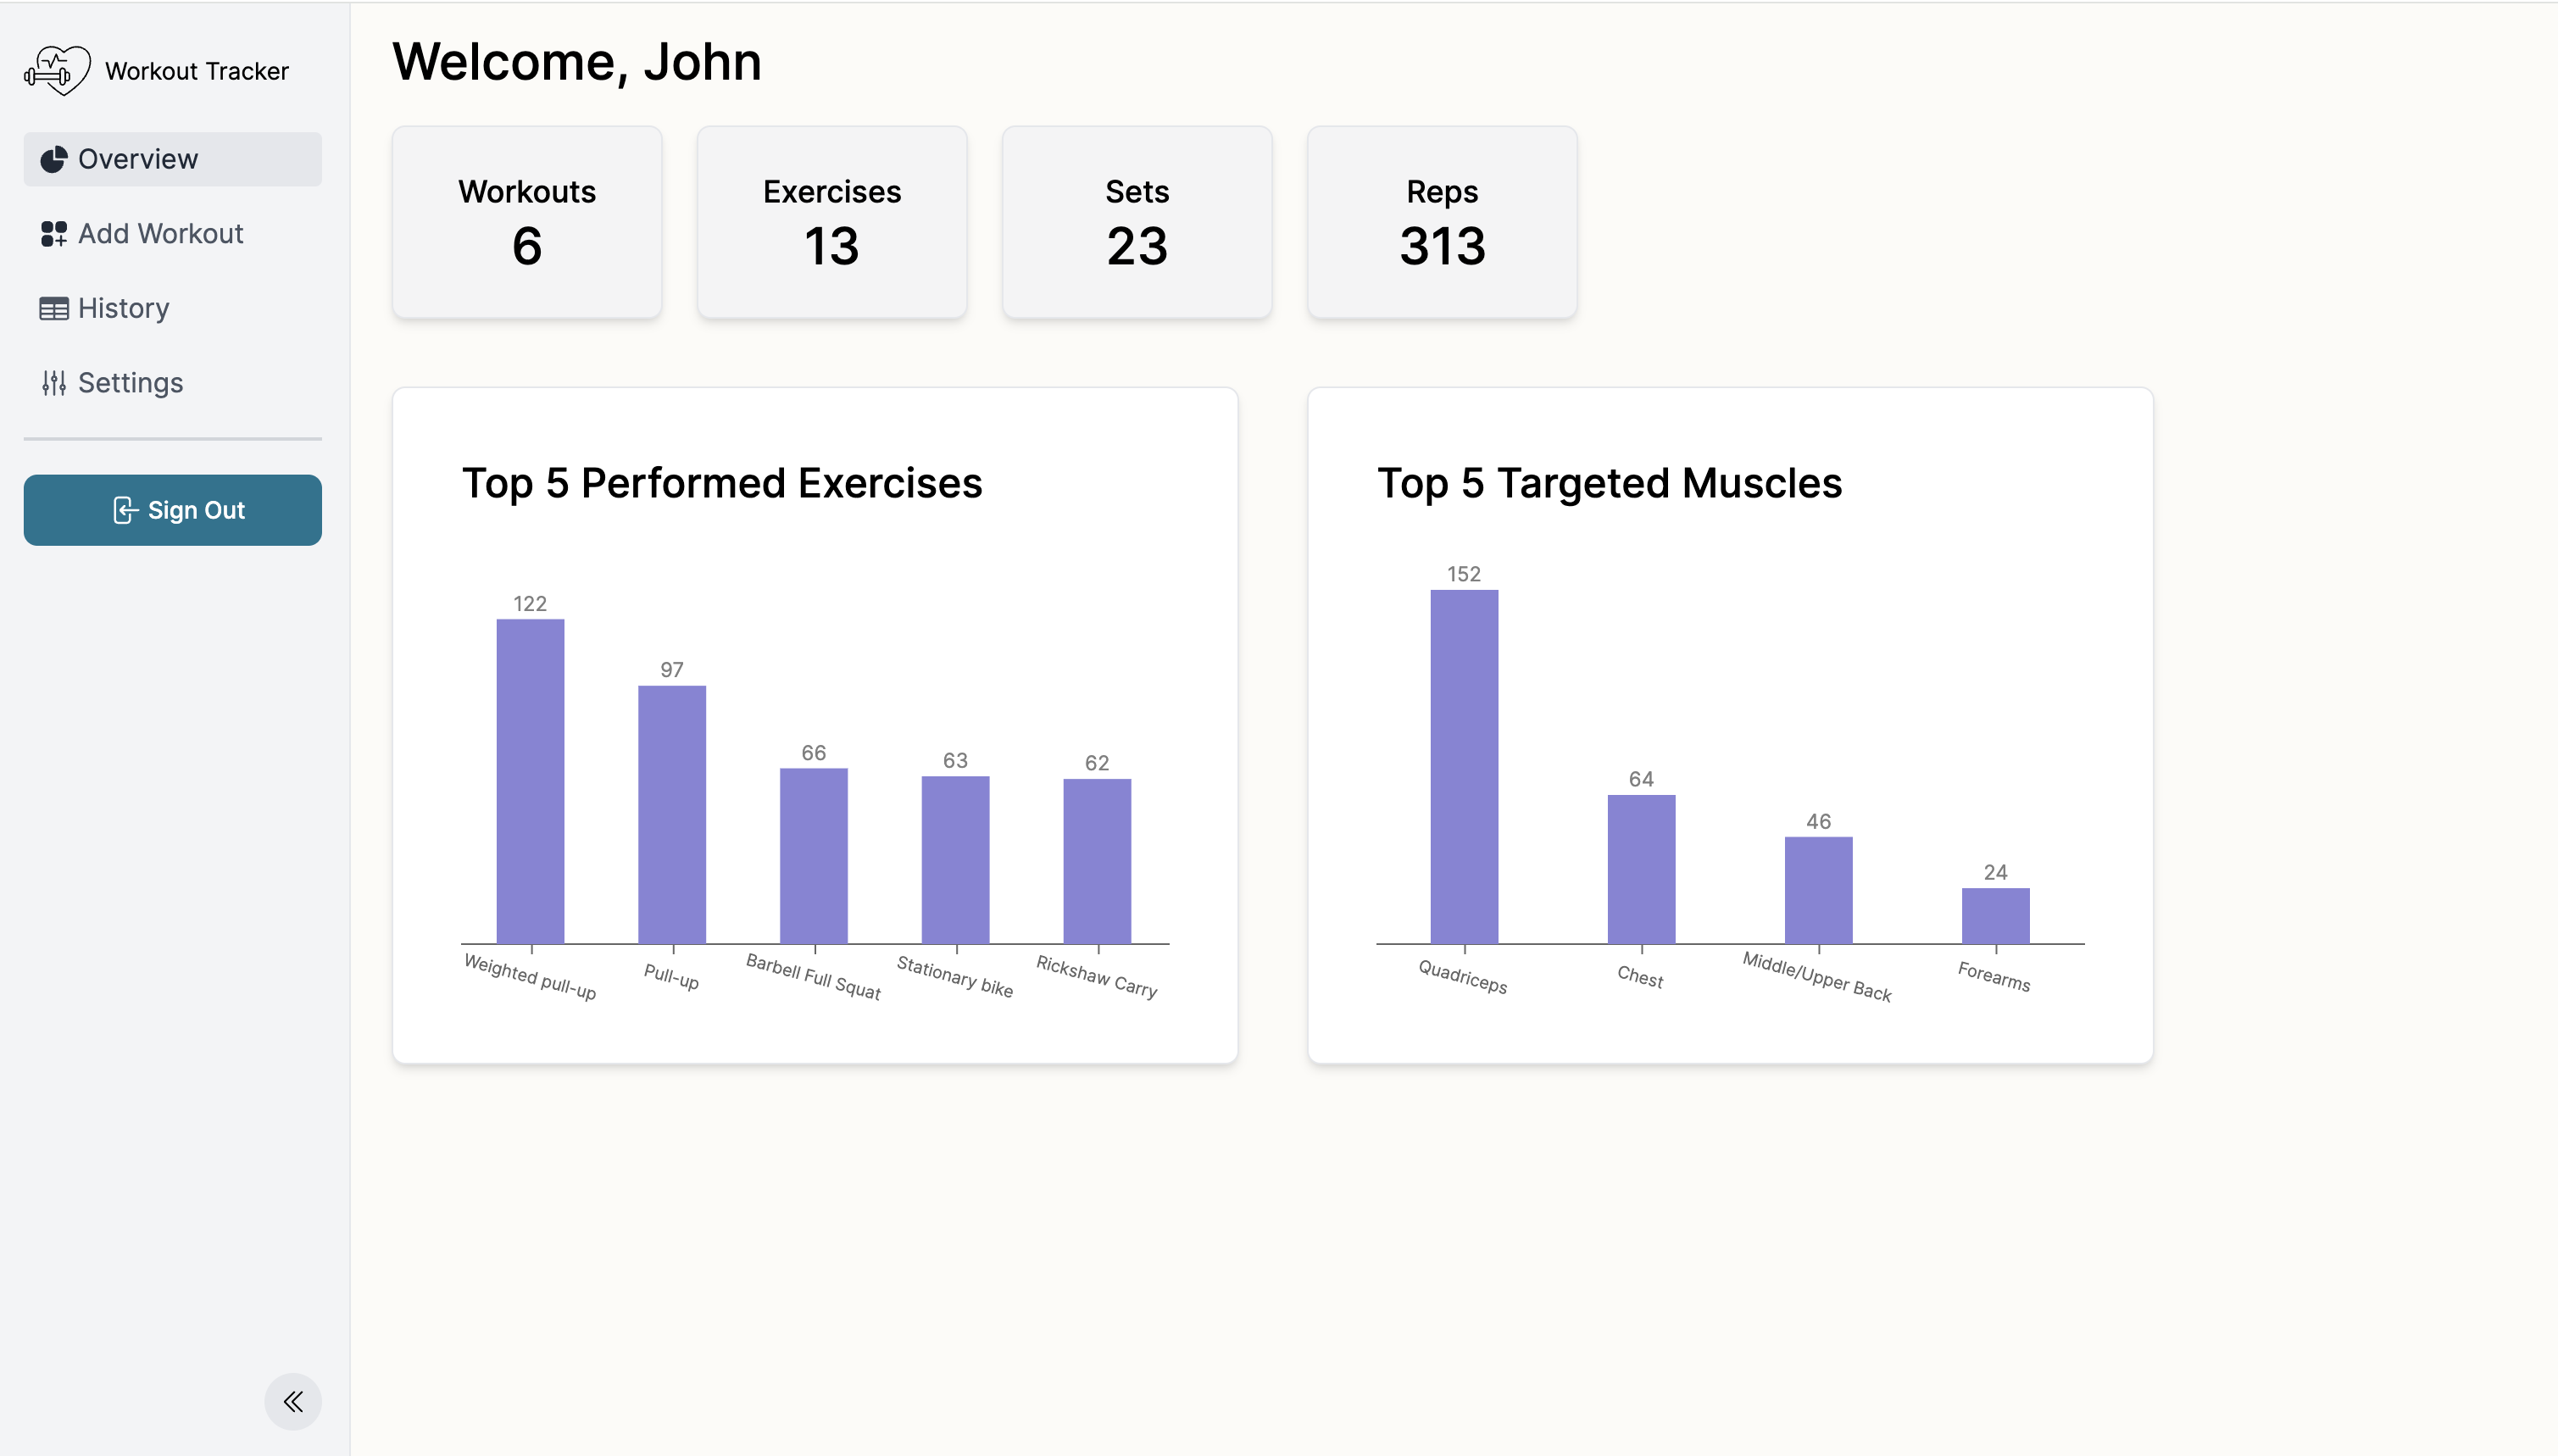 Workout Tracker
Overview
Add Workout
History
Settings
Sign Out
Welcome, John
Workouts
6
Exercises
13
Sets
23
Reps
313
Top 5 Performed Exercises
122
97
66
63
62
Weighted pull-up
Pull-up
Barbell Full Squat
Stationary bike
Rickshaw Carry
Top 5 Targeted Muscles
152
64
46
24
Quadriceps
Chest
Middle/Upper Back
Forearms